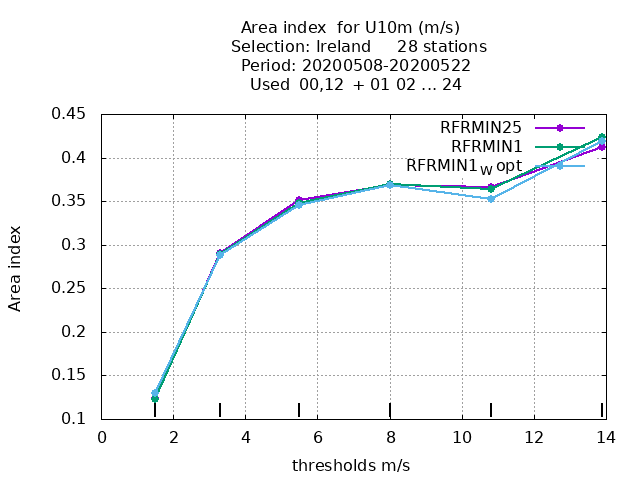 Area index  for U10m (m/s)
Selection: Ireland     28 stations
Period: 20200508-20200522
Used  00,12  + 01 02 ... 24
RFRMIN25
RFRMIN1
RFRMIN1W opt
0.45
0.4
0.35
0.3
0.25
0.2
0.15
0.1
Area index
0 2 4 6 8 10 12 14
thresholds m/s